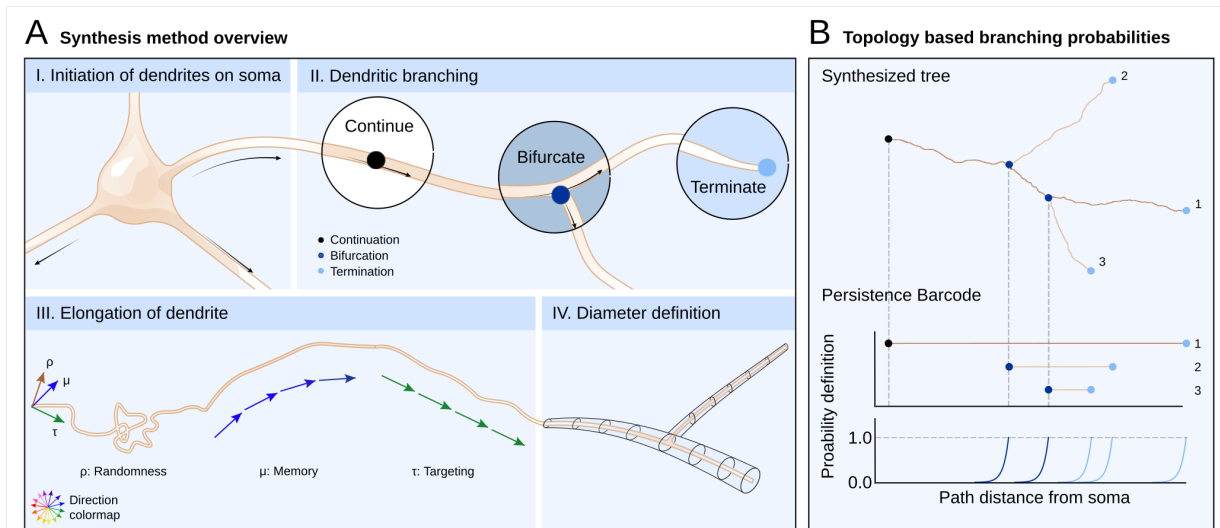 A Synthesis method overview
I. Initiation of dendrites on soma
II. Dendritic branching
Continue
Bifurcate
Terminate
Continuation
Bifurcation
Termination
III. Elongation of dendrite
ρ
μ
τ
ρ: Randomness
μ: Memory
τ: Targeting
Direction
colormap
IV. Diameter definition
B Topology based branching probabilities
Synthesized tree
2
1
3
Persistence Barcode
1
2
3
Proability definition
1.0
0.0
Path distance from soma